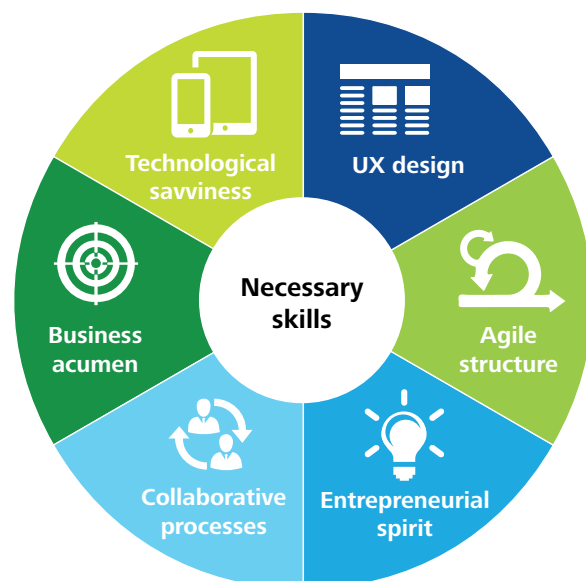 Technological
savviness
UX design
Necessary
skills
Business
acumen
Agile
structure
Collaborative
processes
Entrepreneurial
spirit